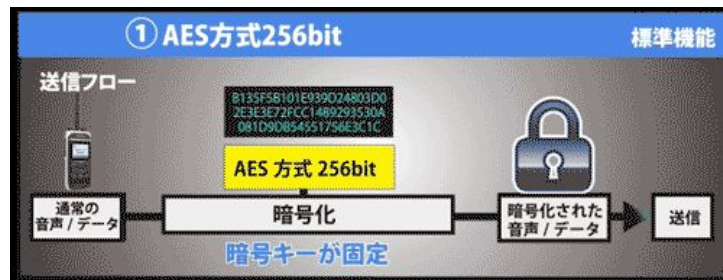 ① AES方式256bit
標準機能
送信フロー
B135F5B101E939D24803D0
2E3E3E72FCC1489293530A
081D9DB54551756E3C1C
AES 方式 256bit
通常の
音声 / データ
暗号化
暗号化された
音声 / データ
送信
暗号キーが固定